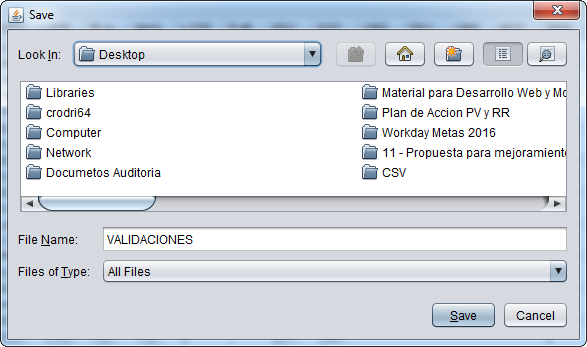 Save
Look In: Desktop
Libraries
crodri64
Computer
Network
Documetos Auditoria
Material para Desarrollo Web y Mo
Plan de Accion PV y RR
Workday Metas 2016
11 - Propuesta para mejoramiento
CSV
File Name: VALIDACIONES
Files of Type: All Files
Save Cancel